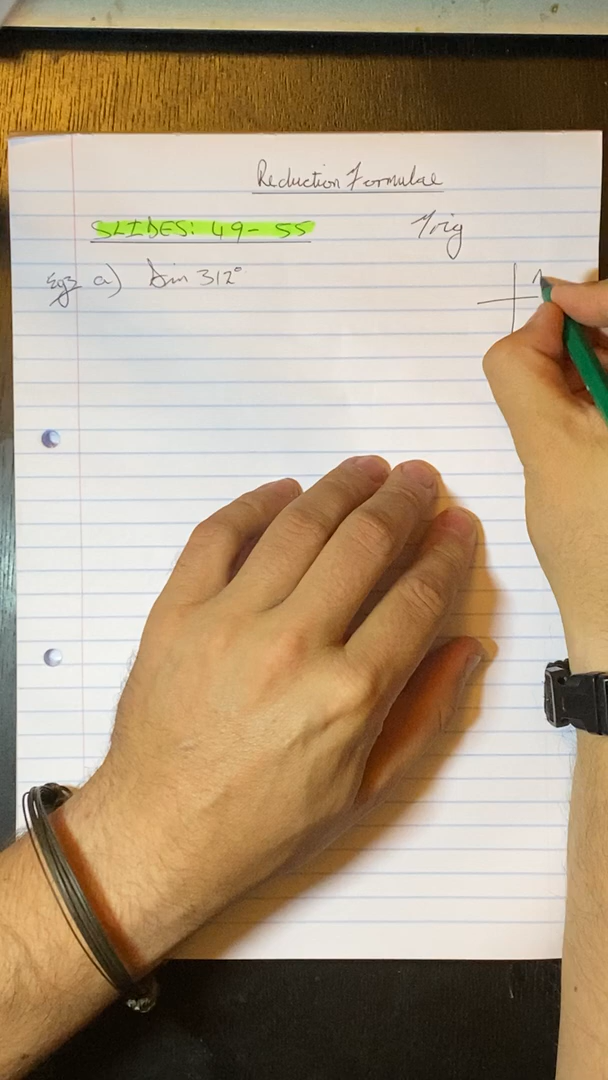 Reduction Formulae
SLIDES: 49- 55
Trig
Eg3 a) Sin 312°